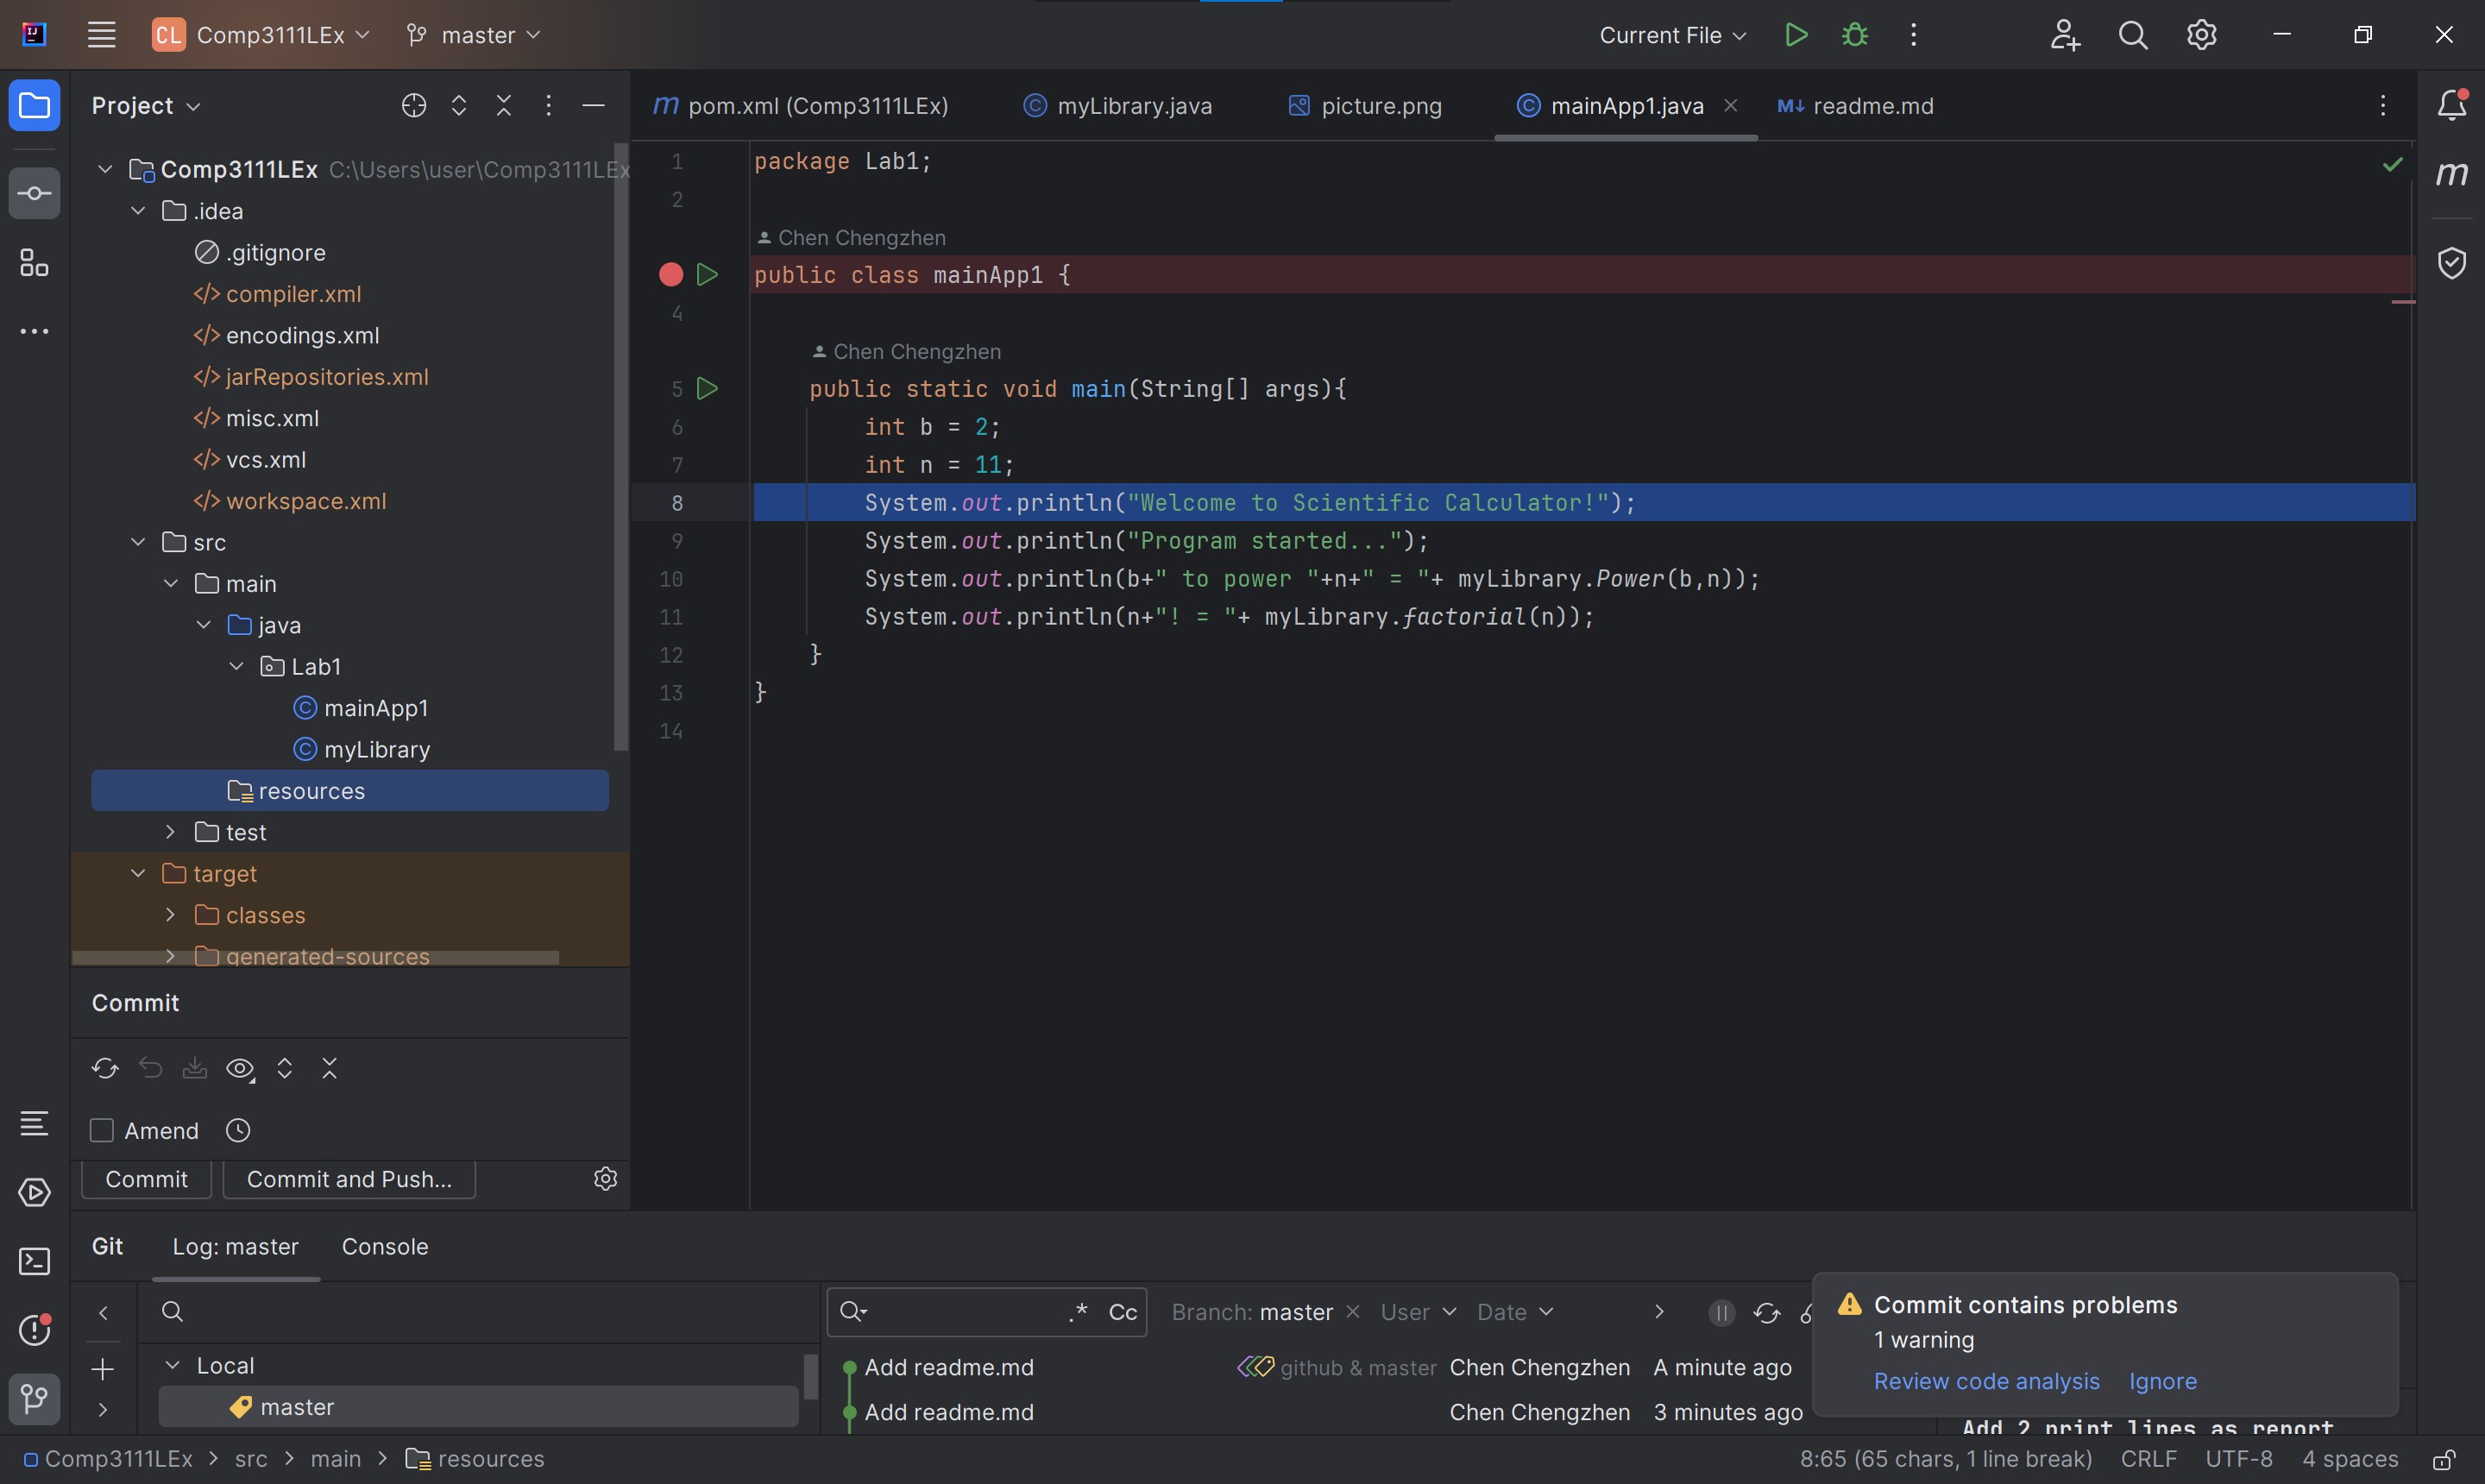 CL Comp3111LEx master Current File
Project
pom.xml (Comp3111LEx) myLibrary.java picture.png mainApp1.java readme.md
Comp3111LEx C:\Users\user\Comp3111LEx
.idea
.gitignore
compiler.xml
encodings.xml
jarRepositories.xml
misc.xml
vcs.xml
workspace.xml
src
main
java
Lab1
mainApp1
myLibrary
resources
test
target
classes
generated-sources
1 package Lab1;
2
Chen Chengzhen
public class mainApp1 {
4
Chen Chengzhen
5 public static void main(String[] args){
6 int b = 2;
7 int n = 11;
8 System.out.println("Welcome to Scientific Calculator!");
9 System.out.println("Program started...");
10 System.out.println(b+" to power "+n+" = "+ myLibrary.Power(b,n));
11 System.out.println(n+"! = "+ myLibrary.factorial(n));
12 }
13 }
14
Commit
Amend
Commit Commit and Push...
Git Log: master Console
.* Cc Branch: master User Date
Local
master
Add readme.md github & master Chen Chengzhen A minute ago
Add readme.md Chen Chengzhen 3 minutes ago
Commit contains problems
1 warning
Review code analysis Ignore
Add 2 print lines as report
Comp3111LEx > src > main > resources
8:65 (65 chars, 1 line break) CRLF UTF-8 4 spaces